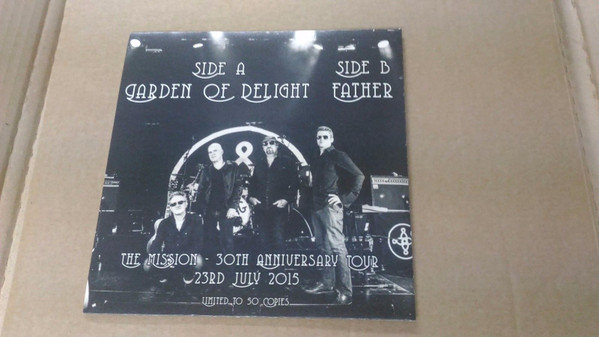 SIDE A SIDE B
GARDEN OF DELIGHT FATHER
THE MISSION - 30TH ANNIVERSARY TOUR
23RD JULY 2015
LIMITED TO 50 COPIES